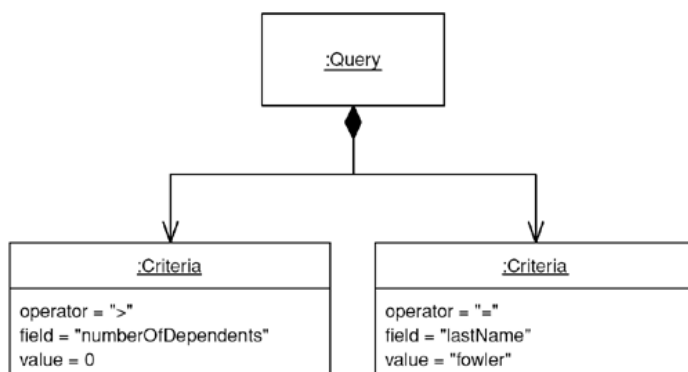 :Query
:Criteria
operator = ">"
field = "numberOfDependents"
value = 0
:Criteria
operator = "="
field = "lastName"
value = "fowler"